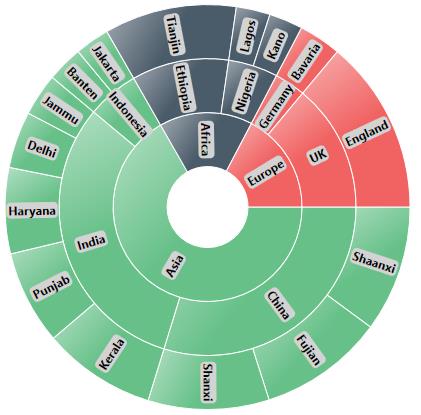 Tianjin
Lagos
Kano
Bavaria
Jakarta
Ethiopia
Nigeria
Germany
Banten
Indonesia
Jammu
Africa
England
Delhi
UK
Europe
Haryana
India
Asia
Shaanxi
Punjab
China
Kerala
Fujian
Shanxi